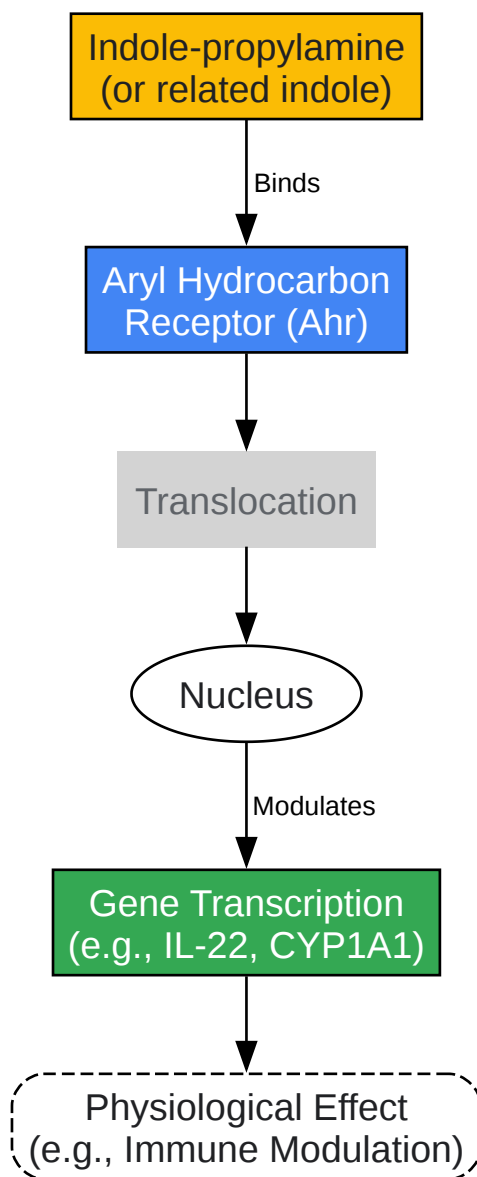 Indole-propylamine
(or related indole)
Binds
Aryl Hydrocarbon
Receptor (Ahr)
Translocation
Nucleus
Modulates
Gene Transcription
(e.g., IL-22, CYP1A1)
Physiological Effect
(e.g., Immune Modulation)